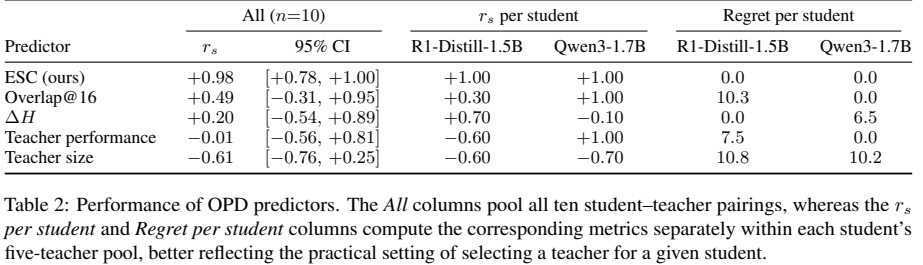 All (n=10) r_s per student Regret per student
Predictor r_s 95% CI R1-Distill-1.5B Qwen3-1.7B R1-Distill-1.5B Qwen3-1.7B
ESC (ours) +0.98 [+0.78, +1.00] +1.00 +1.00 0.0 0.0
Overlap@16 +0.49 [−0.31, +0.95] +0.30 +1.00 10.3 0.0
ΔH +0.20 [−0.54, +0.89] +0.70 −0.10 0.0 6.5
Teacher performance −0.01 [−0.56, +0.81] −0.60 +1.00 7.5 0.0
Teacher size −0.61 [−0.76, +0.25] −0.60 −0.70 10.8 10.2
Table 2: Performance of OPD predictors. The All columns pool all ten student–teacher pairings, whereas the r_s
per student and Regret per student columns compute the corresponding metrics separately within each student's
five-teacher pool, better reflecting the practical setting of selecting a teacher for a given student.